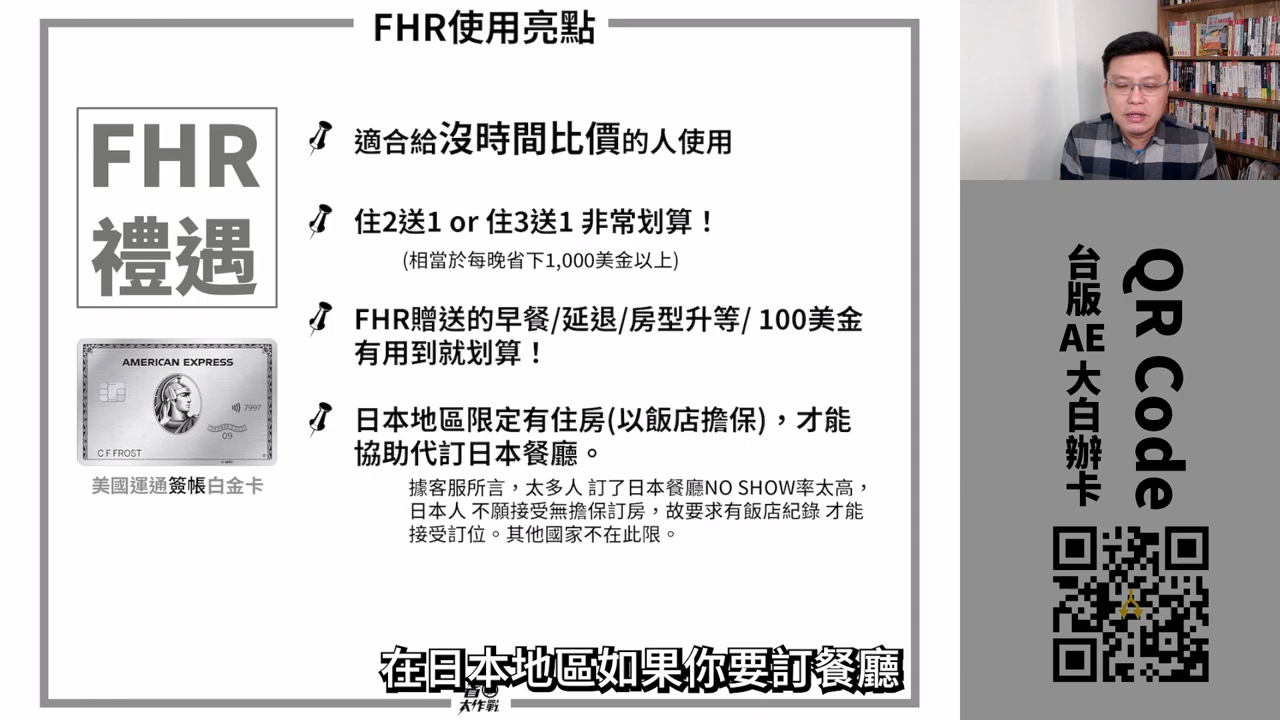 FHR使用亮點
FHR
禮遇
AMERICAN EXPRESS
7997
09
C F FROST
美國運通簽帳白金卡
適合給沒時間比價的人使用
住2送1 or 住3送1 非常划算！
(相當於每晚省下1,000美金以上)
FHR贈送的早餐/延退/房型升等/ 100美金
有用到就划算！
日本地區限定有住房(以飯店擔保)，才能
協助代訂日本餐廳。
據客服所言，太多人 訂了日本餐廳NO SHOW率太高，
日本人 不願接受無擔保訂房，故要求有飯店紀錄 才能
接受訂位。其他國家不在此限。
在日本地區如果你要訂餐廳
大作戰
QR Code
台版 AE 大白辦卡